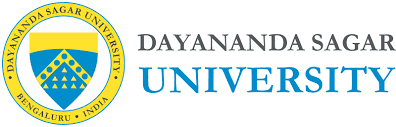 • DAYANANDA SAGAR UNIVERSITY •
BENGALURU • INDIA
DAYANANDA SAGAR
UNIVERSITY